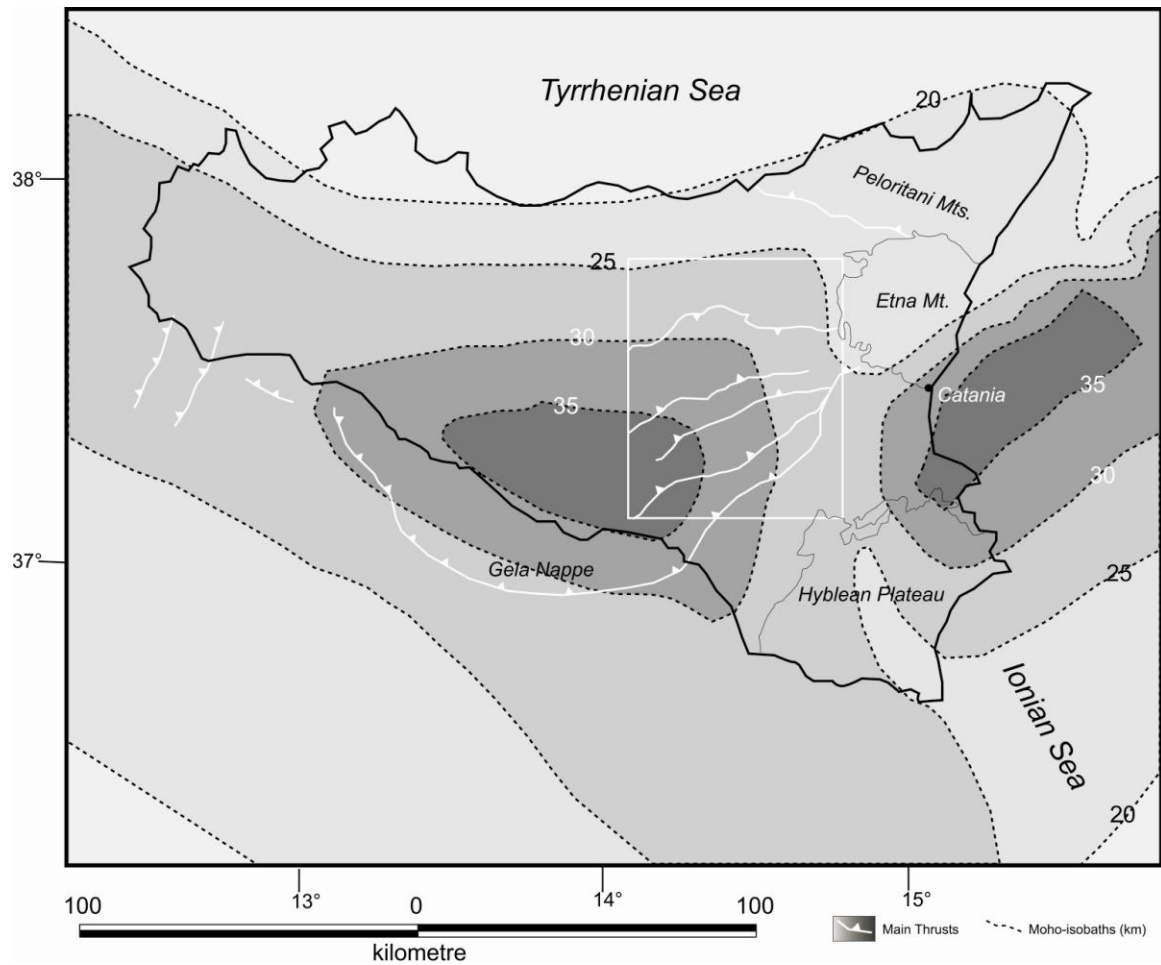 Tyrrhenian Sea
20
38°
Peloritani Mts.
25
Etna Mt.
30
35
35
Catania
30
37°
Gela-Nappe
25
Hyblean Plateau
Ionian Sea
20
13°
14°
15°
100
0
100
kilometre
Main Thrusts
Moho-isobaths (km)